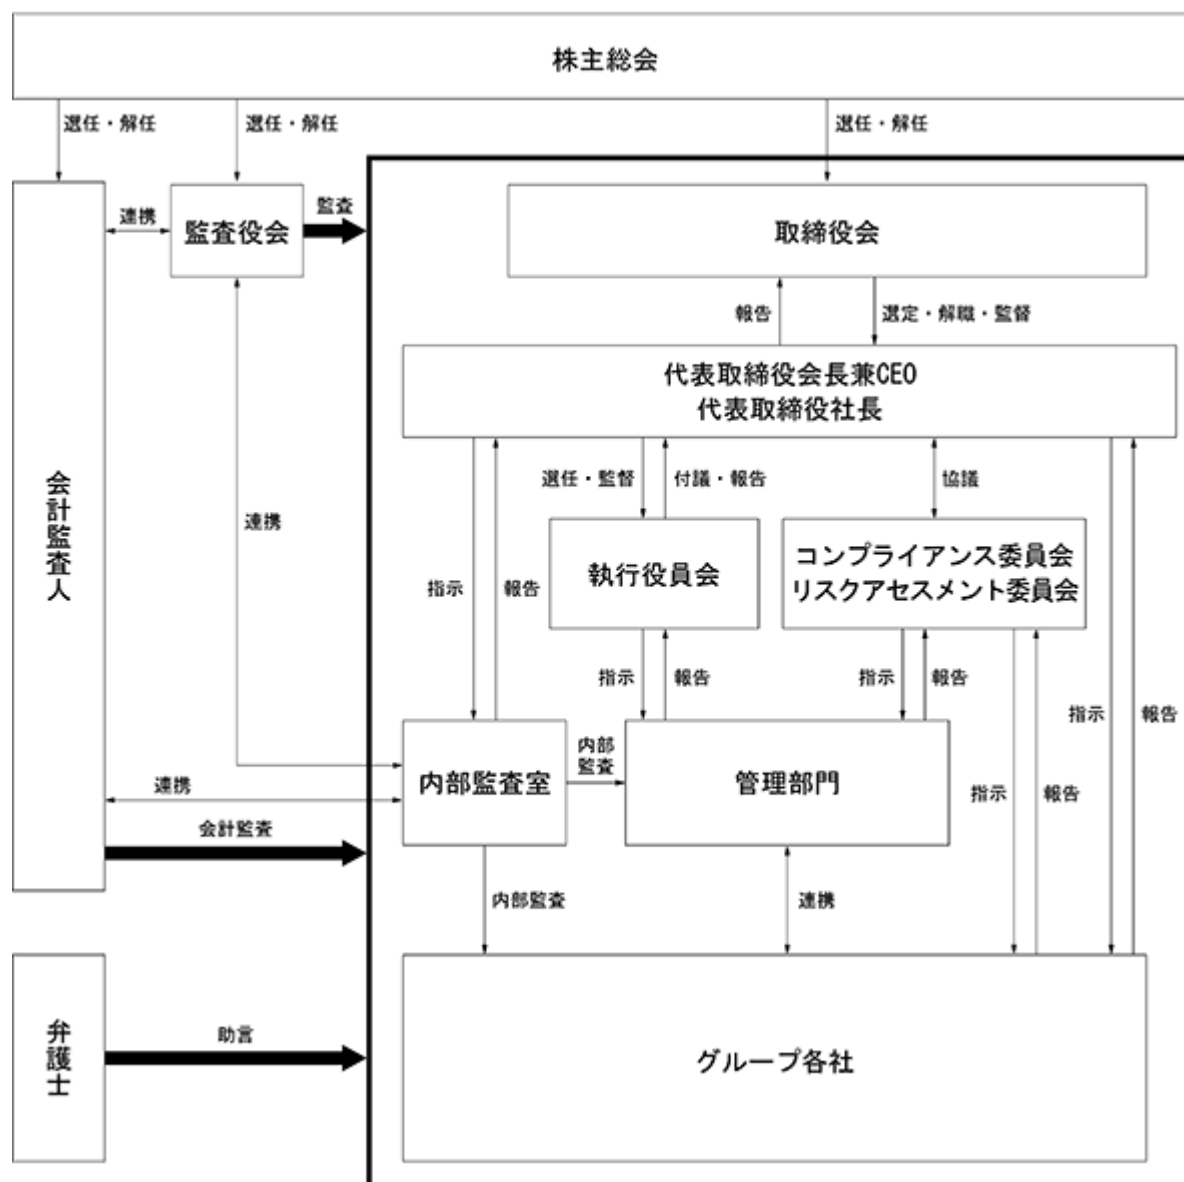 株主総会
選任・解任
選任・解任
選任・解任
連携
監査役会
監査
取締役会
報告
選定・解職・監督
代表取締役会長兼CEO
代表取締役社長
会計監査人
連携
選任・監督
付議・報告
協議
執行役員会
コンプライアンス委員会
リスクアセスメント委員会
指示
報告
指示
報告
指示
報告
指示
報告
内部監査室
内部
監査
管理部門
連携
会計監査
指示
報告
内部監査
連携
弁護士
助言
グループ各社